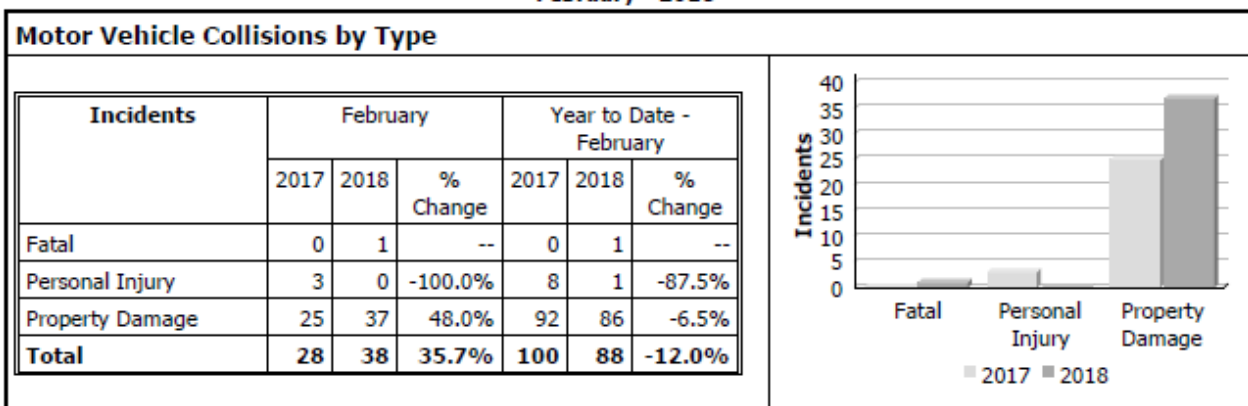 Motor Vehicle Collisions by Type
Incidents February Year to Date -
February
2017 2018 % 2017 2018 %
Change Change
Fatal 0 1 -- 0 1 --
Personal Injury 3 0 -100.0% 8 1 -87.5%
Property Damage 25 37 48.0% 92 86 -6.5%
Total 28 38 35.7% 100 88 -12.0%
Incidents
40
35
30
25
20
15
10
5
0
Fatal Personal Property
Injury Damage
2017 2018